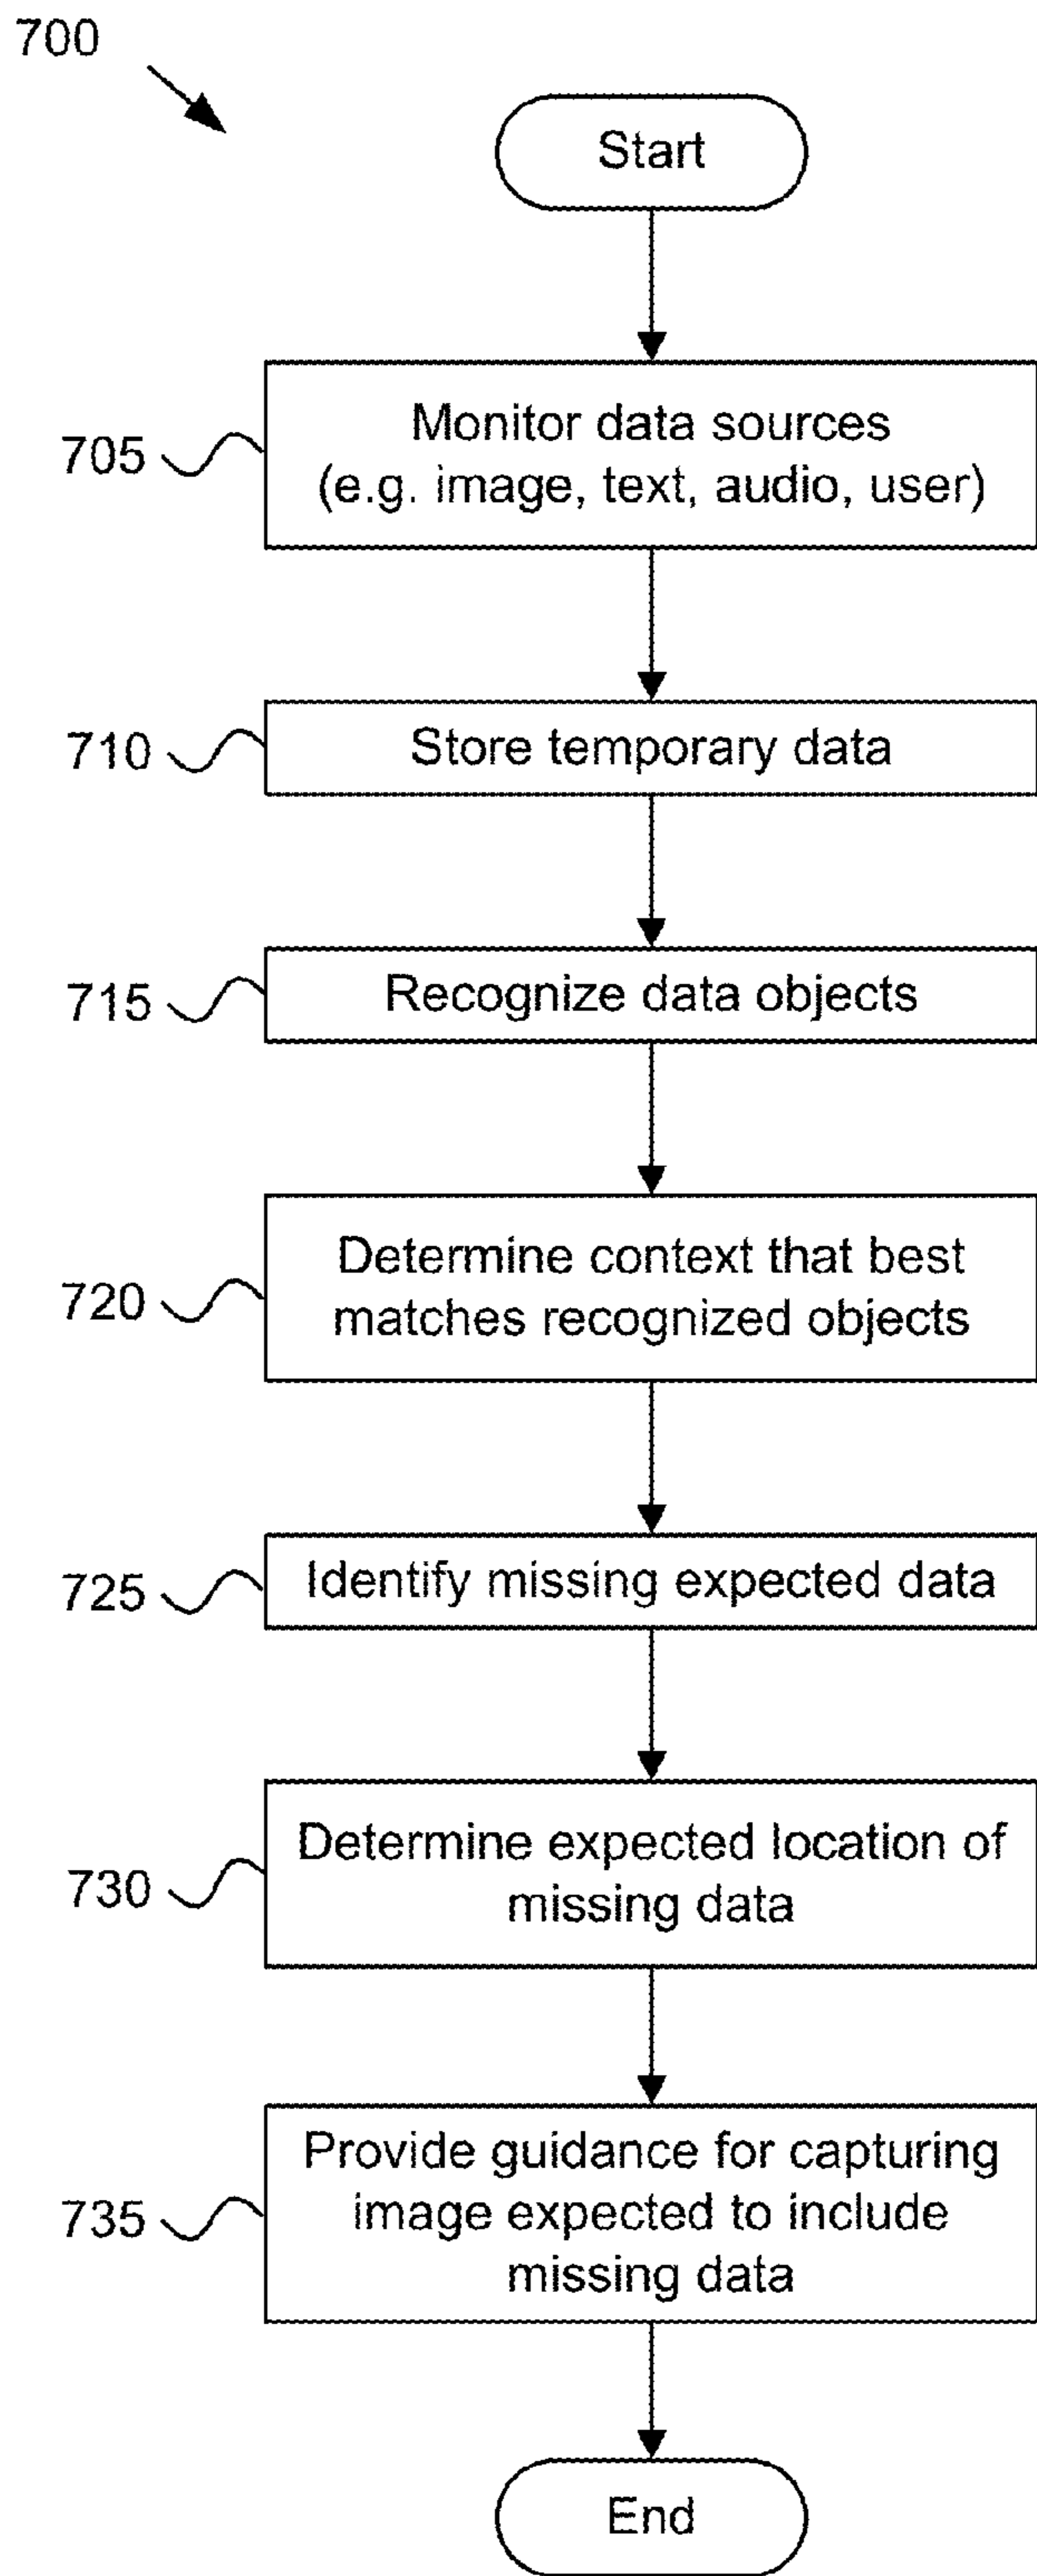 700
Start
705
Monitor data sources
(e.g. image, text, audio, user)
710
Store temporary data
715
Recognize data objects
720
Determine context that best
matches recognized objects
725
Identify missing expected data
730
Determine expected location of
missing data
735
Provide guidance for capturing
image expected to include
missing data
End